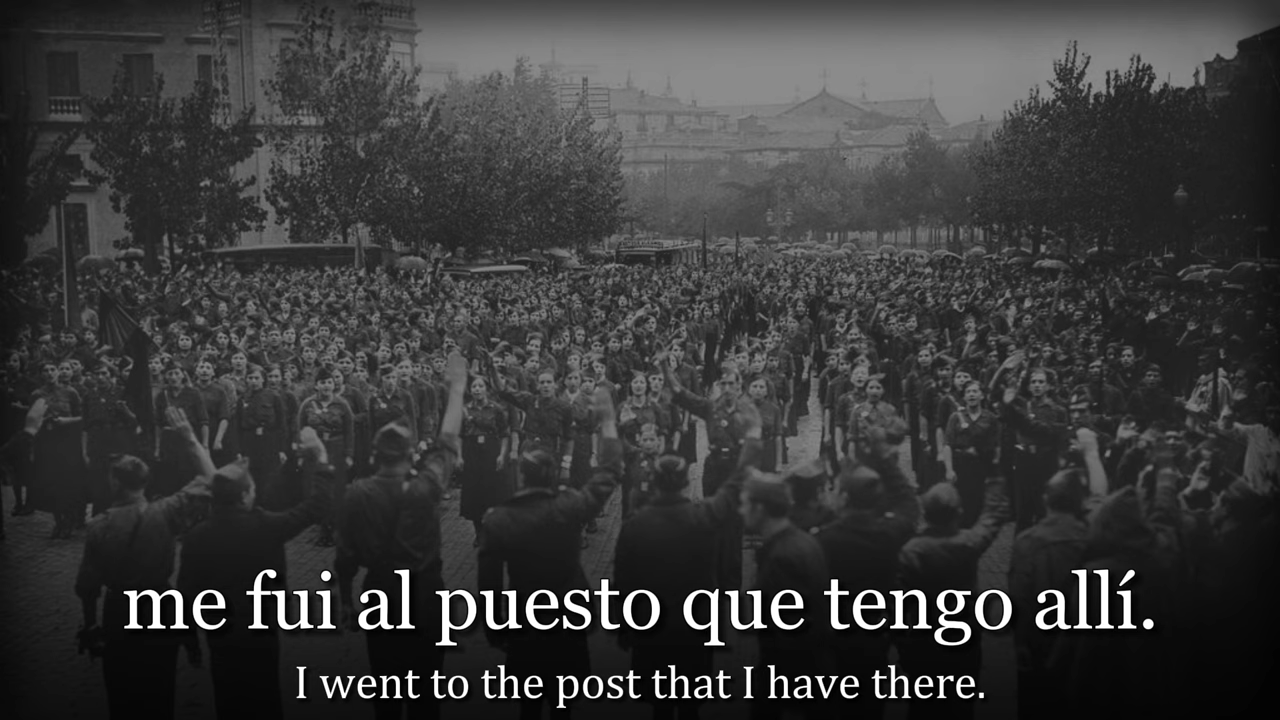 me fui al puesto que tengo allí.
I went to the post that I have there.